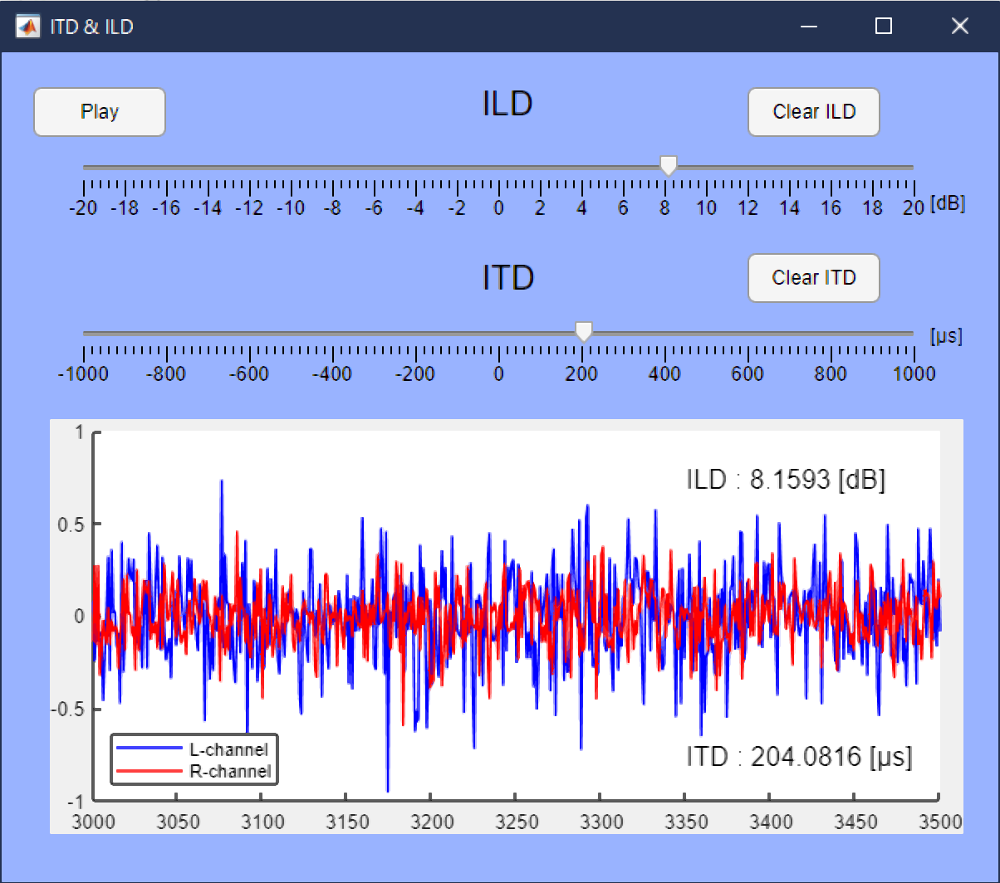 ITD & ILD
Play
ILD
Clear ILD
-20 -18 -16 -14 -12 -10 -8 -6 -4 -2 0 2 4 6 8 10 12 14 16 18 20 [dB]
ITD
Clear ITD
[µs]
-1000 -800 -600 -400 -200 0 200 400 600 800 1000
1
ILD : 8.1593 [dB]
0.5
0
-0.5
L-channel
ITD : 204.0816 [µs]
R-channel
-1
3000 3050 3100 3150 3200 3250 3300 3350 3400 3450 3500